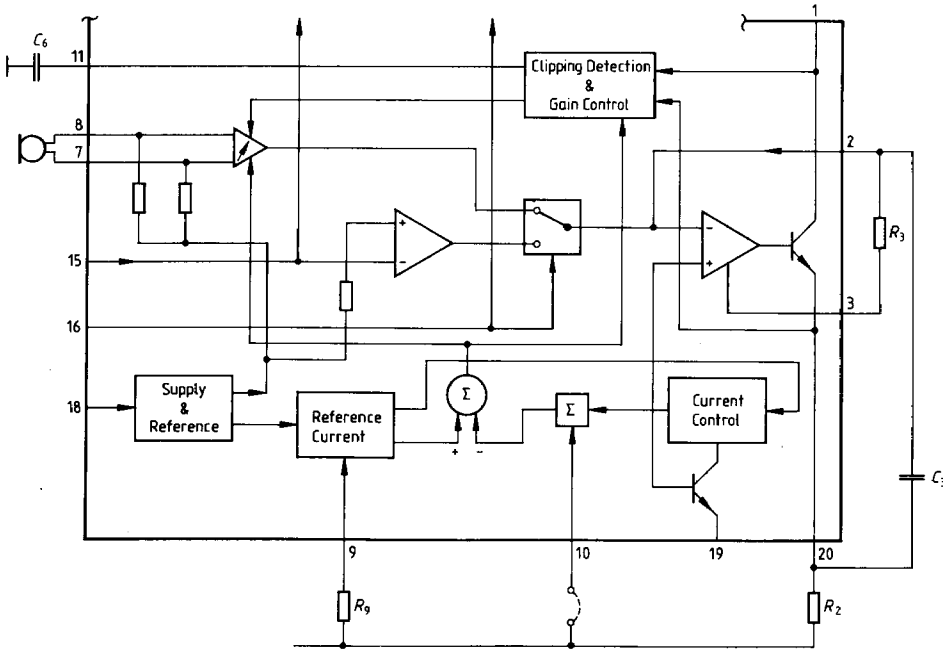 1
C6
11
Clipping Detection
&
Gain Control
8
7
2
+
−
−
+
R3
15
3
16
18
Supply
&
Reference
Reference
Current
Σ
+ −
Σ
Current
Control
9
10
19
20
C3
R9
R2